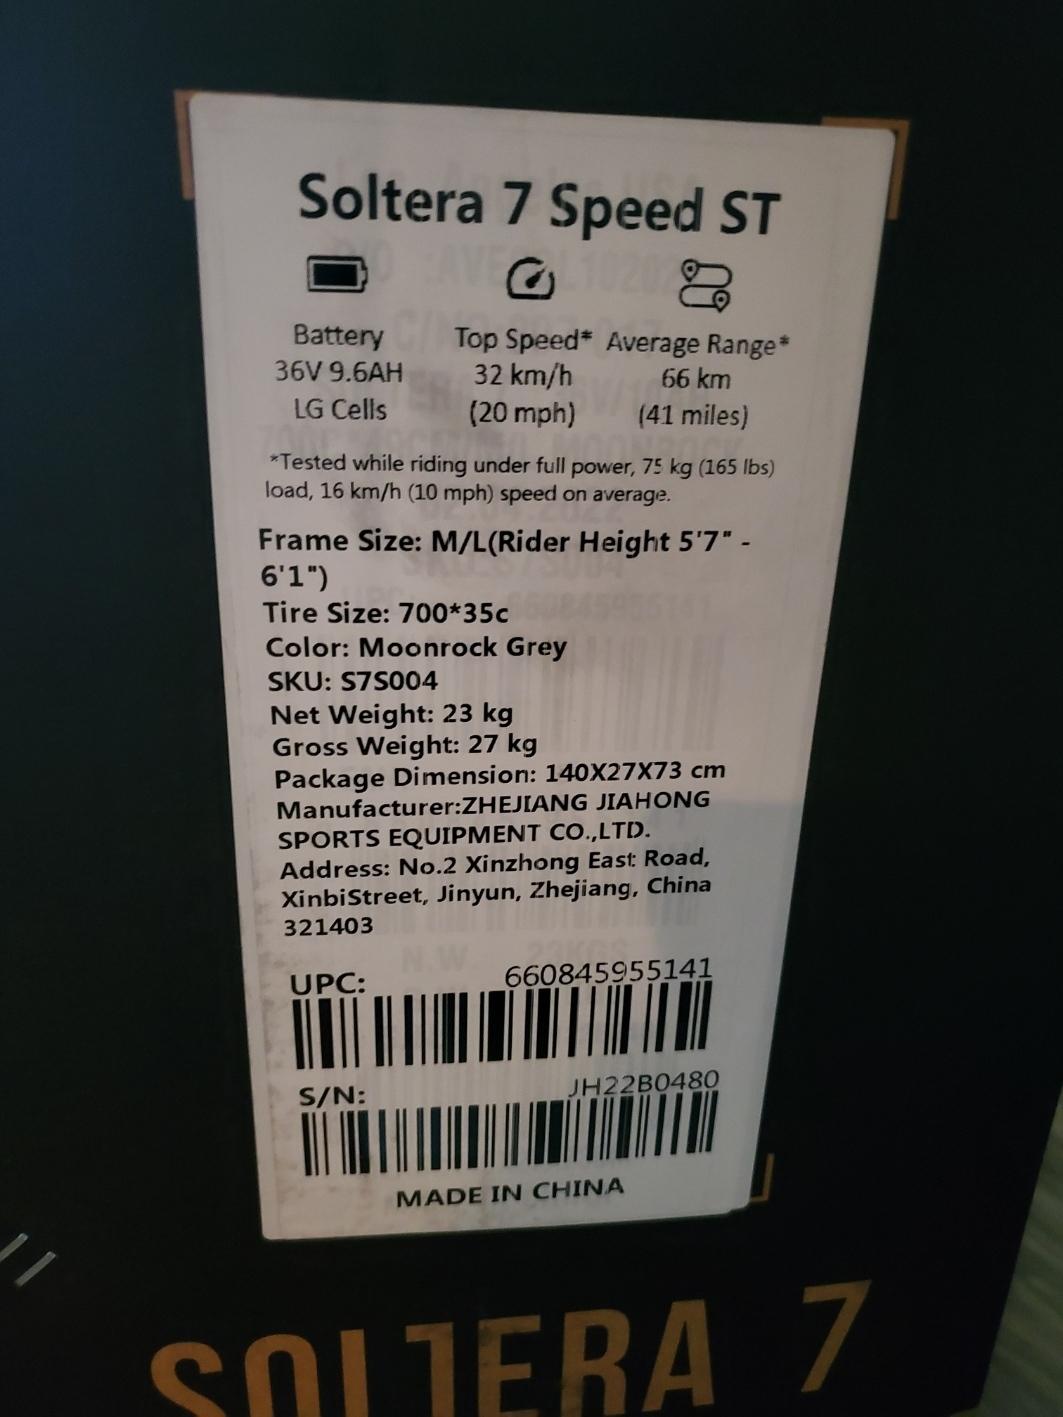 Soltera 7 Speed ST
Battery Top Speed* Average Range*
36V 9.6AH 32 km/h 66 km
LG Cells (20 mph) (41 miles)
*Tested while riding under full power, 75 kg (165 lbs)
load, 16 km/h (10 mph) speed on average.
Frame Size: M/L(Rider Height 5'7" -
6'1")
Tire Size: 700*35c
Color: Moonrock Grey
SKU: S7S004
Net Weight: 23 kg
Gross Weight: 27 kg
Package Dimension: 140X27X73 cm
Manufacturer:ZHEJIANG JIAHONG
SPORTS EQUIPMENT CO.,LTD.
Address: No.2 Xinzhong East Road,
XinbiStreet, Jinyun, Zhejiang, China
321403
UPC: 660845955141
S/N: JH22B0480
MADE IN CHINA
SOLTERA 7